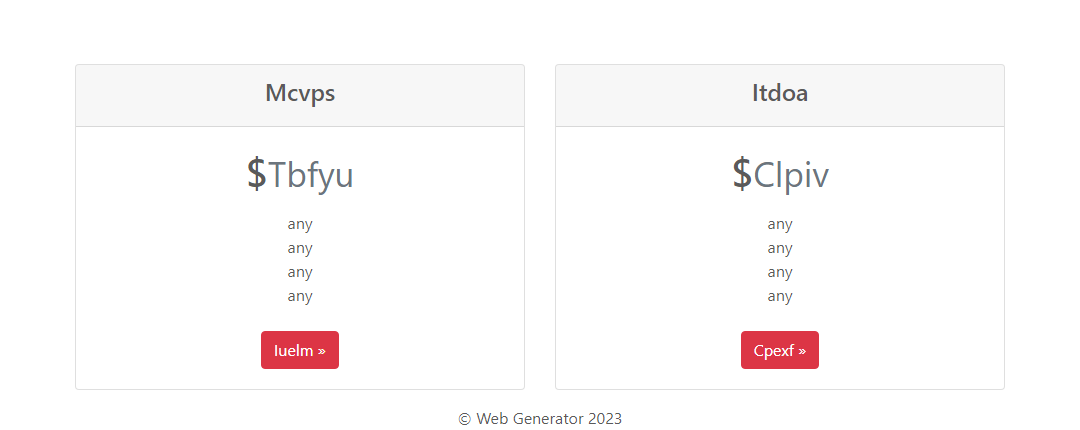 Mcvps
$Tbfyu
any
any
any
any
Iuelm »
Itdoa
$Clpiv
any
any
any
any
Cpexf »
© Web Generator 2023